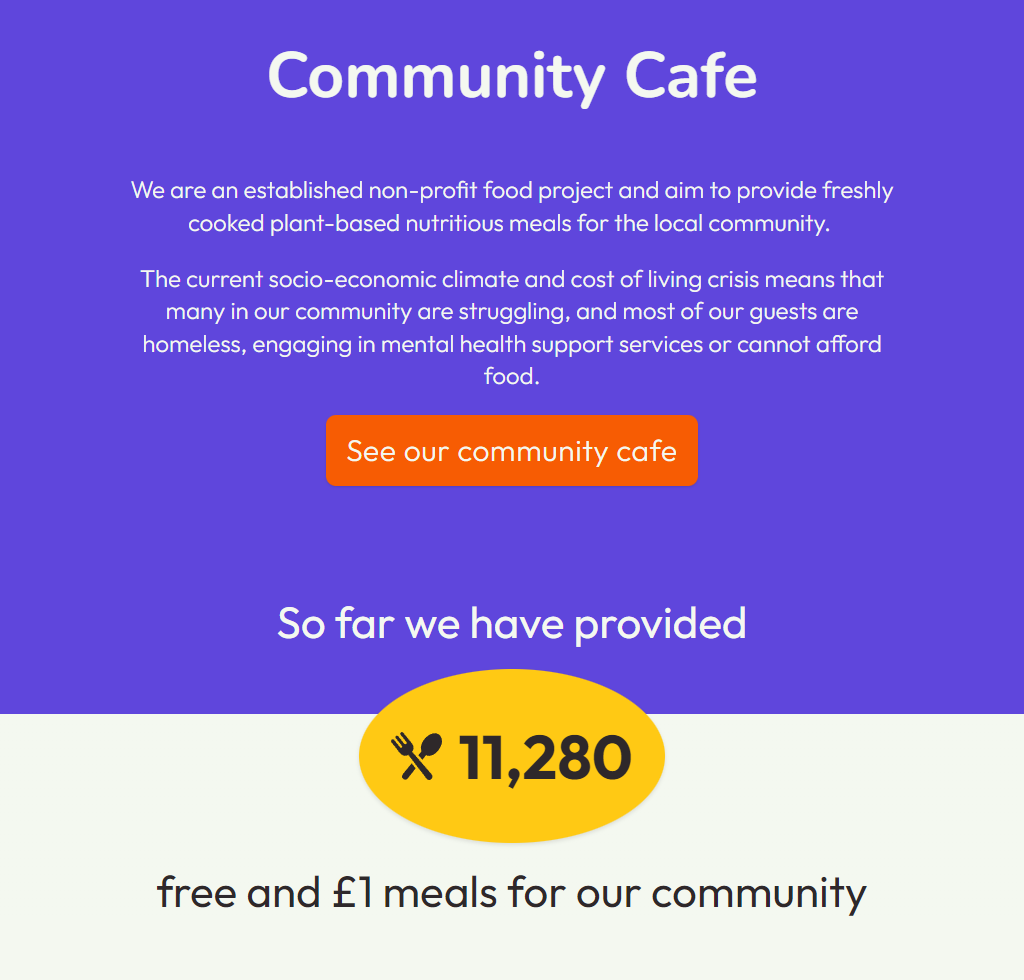 Community Cafe
We are an established non-profit food project and aim to provide freshly
cooked plant-based nutritious meals for the local community.
The current socio-economic climate and cost of living crisis means that
many in our community are struggling, and most of our guests are
homeless, engaging in mental health support services or cannot afford
food.
See our community cafe
So far we have provided
11,280
free and £1 meals for our community